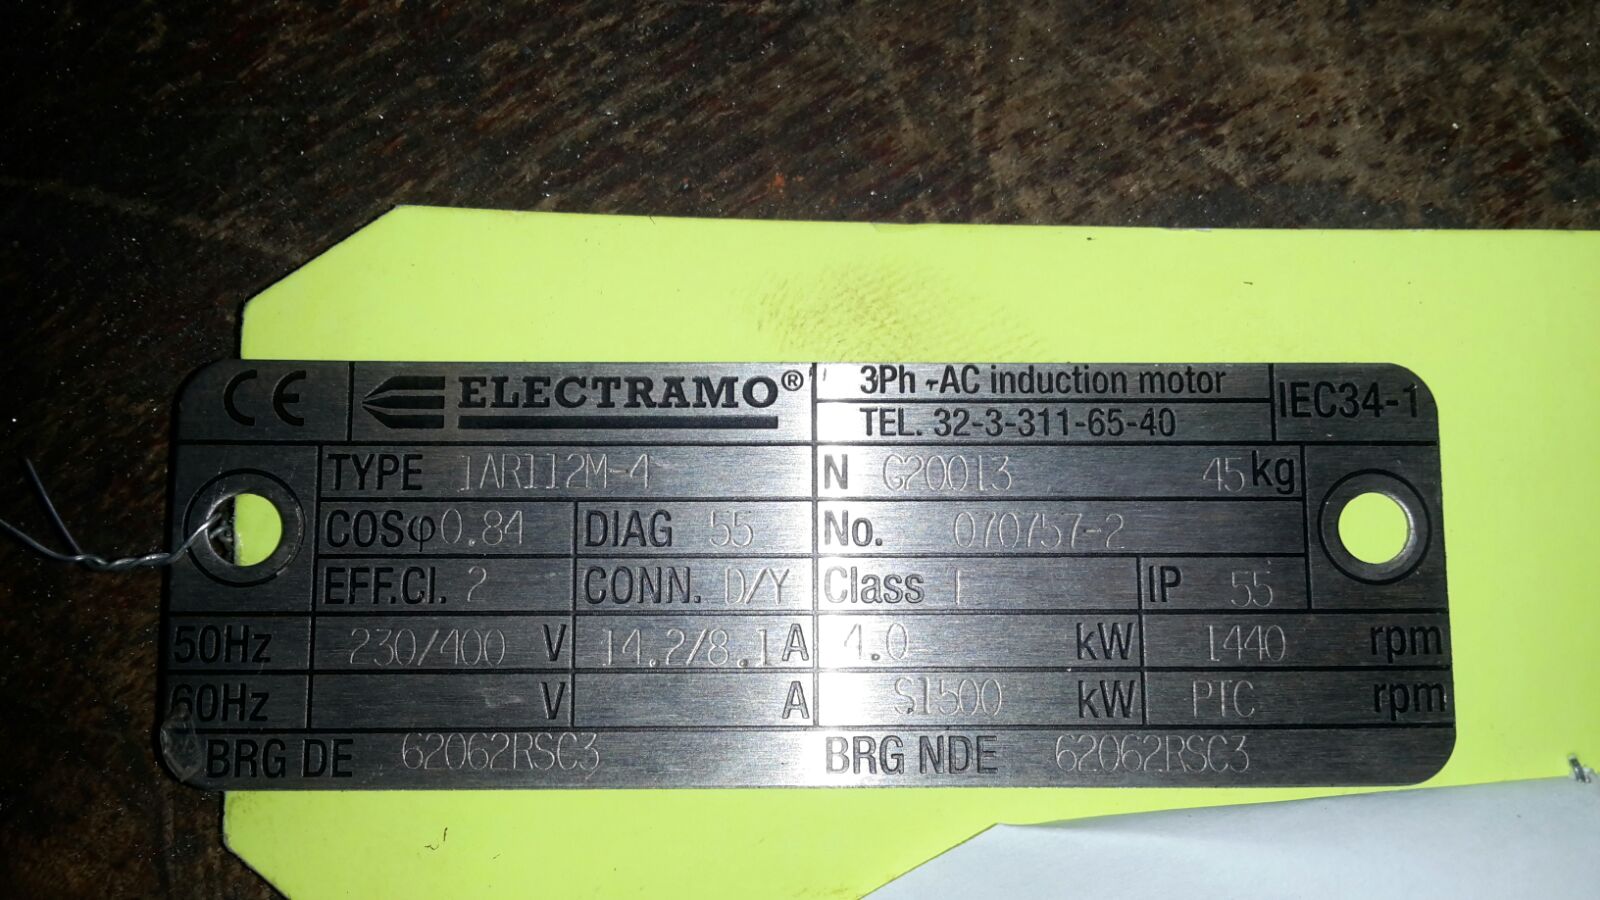 CE ELECTRAMO® 3Ph ~AC induction motor IEC34-1
TEL. 32-3-311-65-40
TYPE 1AR112M-4 N G20013 45 kg
COSφ 0.84 DIAG 55 No. 070757-2
EFF.Cl. 2 CONN. D/Y Class F IP 55
50Hz 230/400 V 14.2/8.1 A 4.0 kW 1440 rpm
60Hz V A S1500 kW PTC rpm
BRG DE 62062RSC3 BRG NDE 62062RSC3